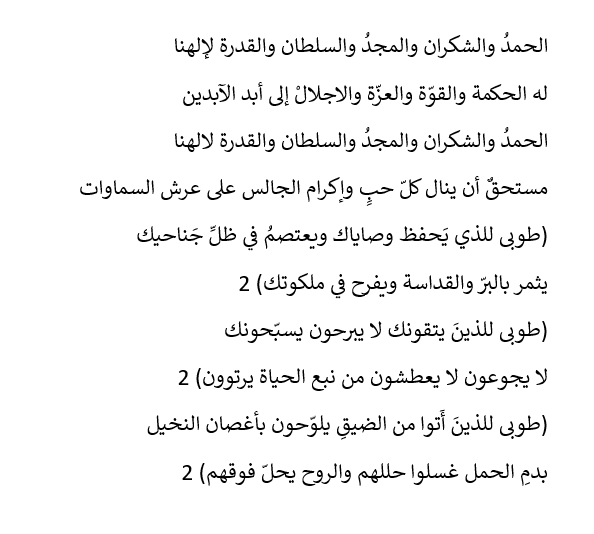 الحمدُ والشكران والمجدُ والسلطان والقدرة لإلهنا
له الحكمة والقوّة والعزّة والاجلالْ إلى أبد الآبدين
الحمدُ والشكران والمجدُ والسلطان والقدرة لالهنا
مستحقٌ أن ينال كلّ حبٍ وإكرام الجالس على عرش السماوات
(طوبى للذي يَحفظ وصاياك ويعتصمُ في ظلِّ جَناحيك
يثمر بالبرّ والقداسة ويفرح في ملكوتك) 2
(طوبى للذينَ يتقونك لا يبرحون يسبّحونك
لا يجوعون لا يعطشون من نبع الحياة يرتوون) 2
(طوبى للذينَ أَتوا من الضيقِ يلوّحون بأغصان النخيل
بدمِ الحمل غسلوا حللهم والروح يحلّ فوقهم) 2